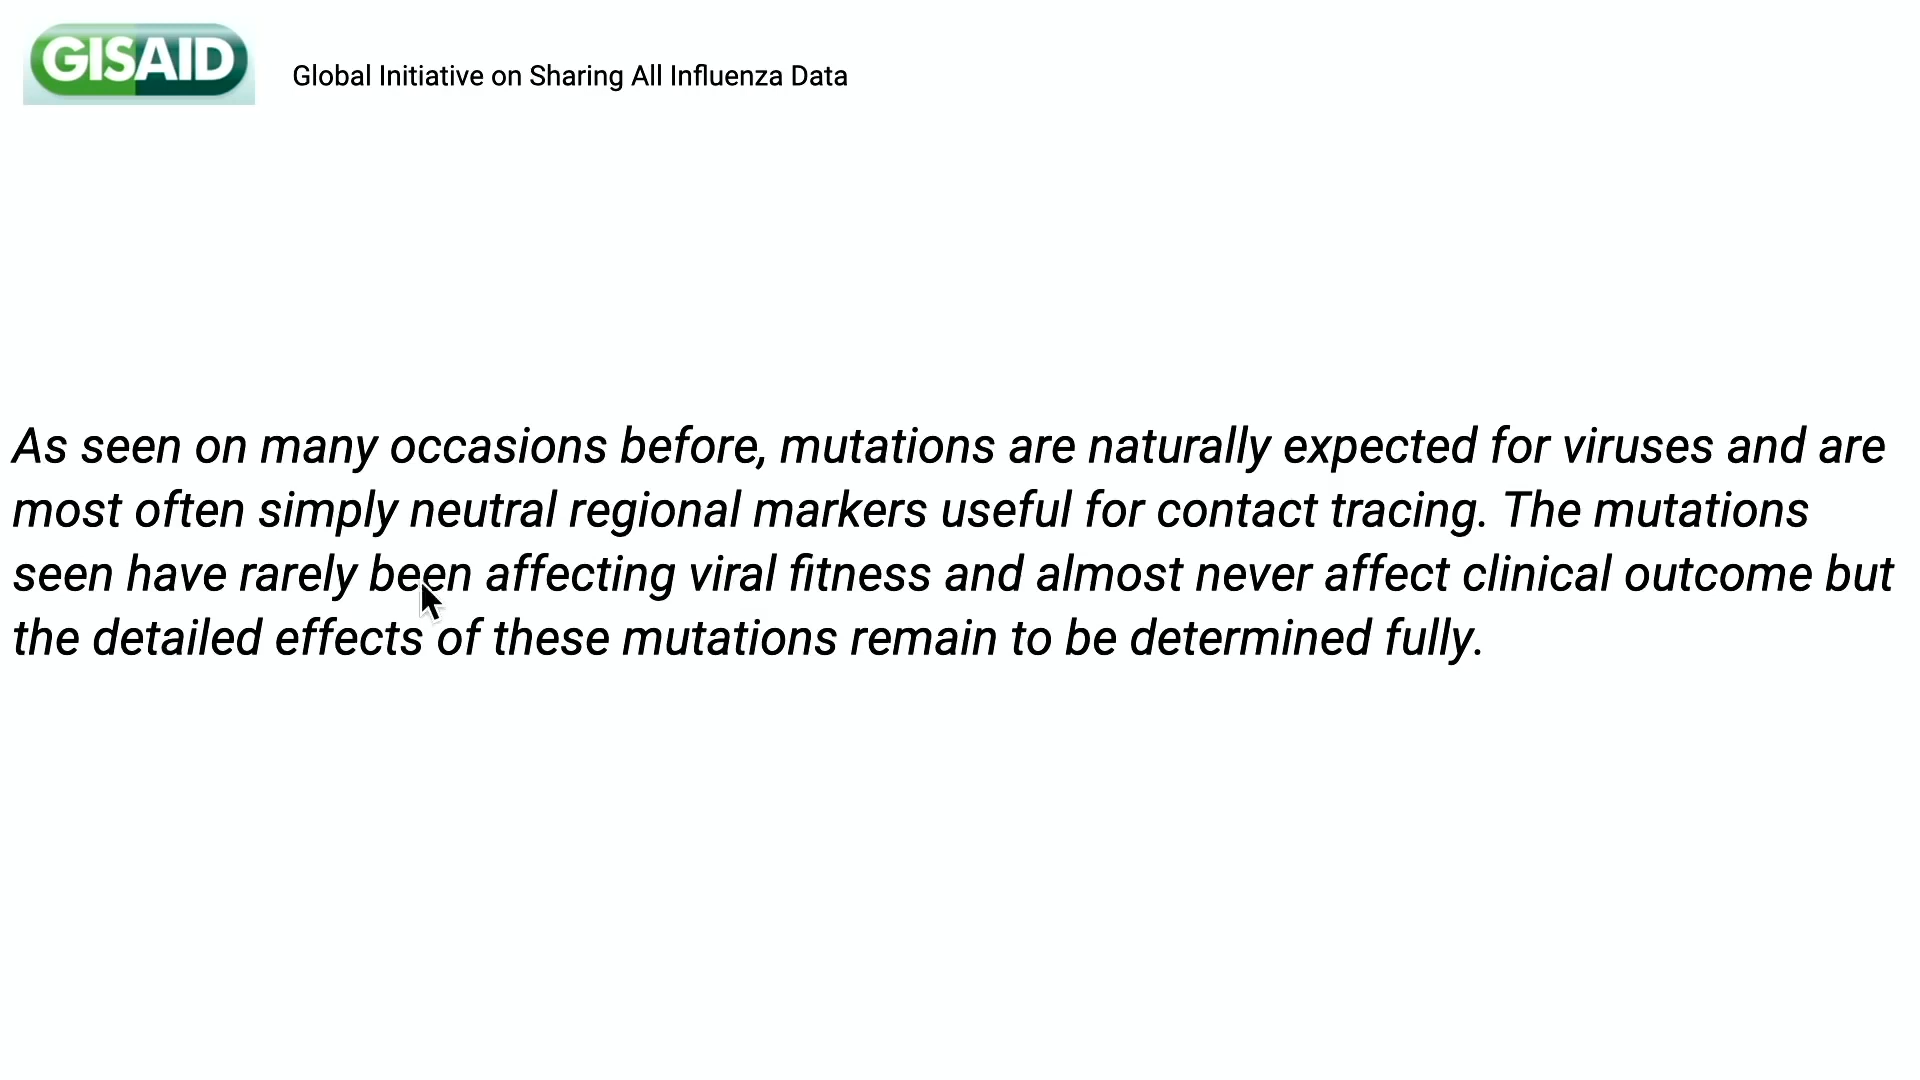 GISAID
Global Initiative on Sharing All Influenza Data
As seen on many occasions before, mutations are naturally expected for viruses and are
most often simply neutral regional markers useful for contact tracing. The mutations
seen have rarely been affecting viral fitness and almost never affect clinical outcome but
the detailed effects of these mutations remain to be determined fully.